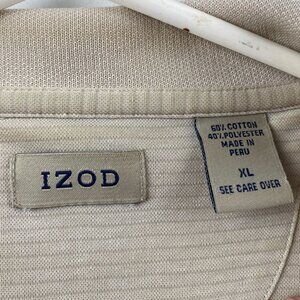 IZOD
60% COTTON
40% POLYESTER
MADE IN
PERU
XL
SEE CARE OVER